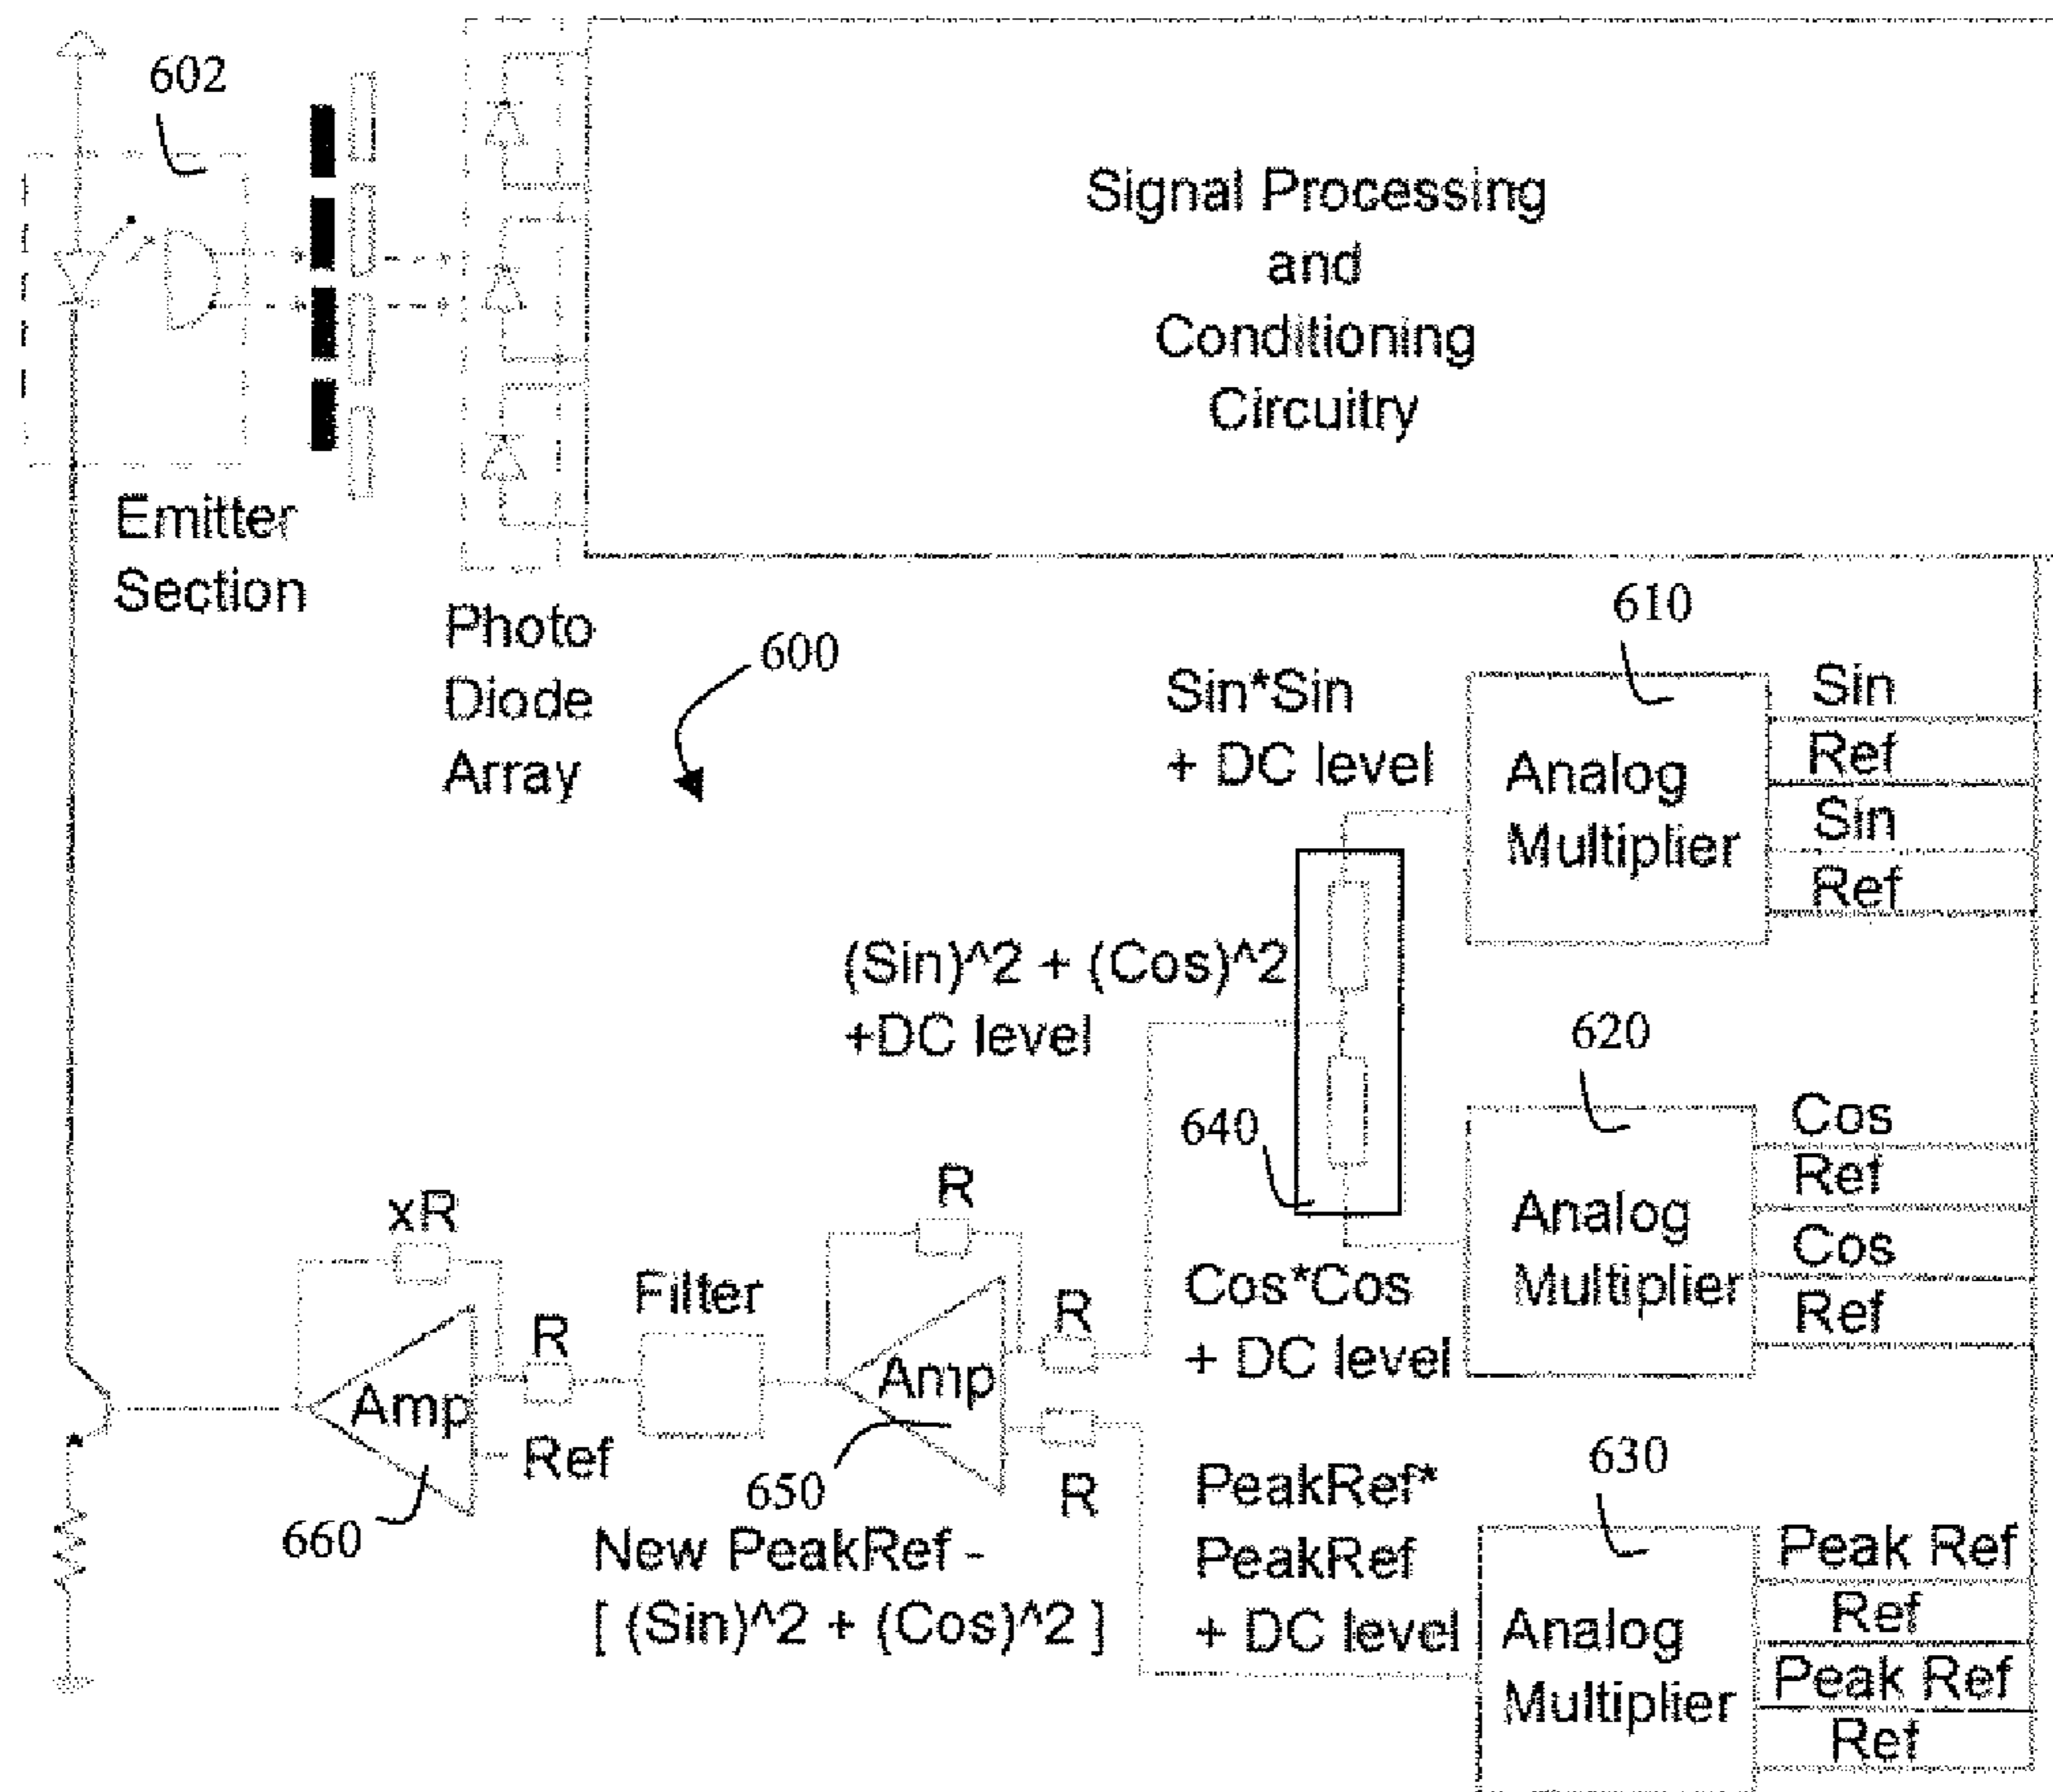 602
Signal Processing
and
Conditioning
Circuitry
Emitter
Section
Photo
Diode
Array
600
610
Sin*Sin
+ DC level
Analog
Multiplier
Sin
Ref
Sin
Ref
(Sin)^2 + (Cos)^2
+DC level
620
640
Analog
Multiplier
Cos
Ref
Cos
Ref
Cos*Cos
+ DC level
xR
R
Filter
R
R
Amp
Amp
Ref
660
650
R
New PeakRef -
[ (Sin)^2 + (Cos)^2 ]
PeakRef*
PeakRef
+ DC level
630
Analog
Multiplier
Peak Ref
Ref
Peak Ref
Ref